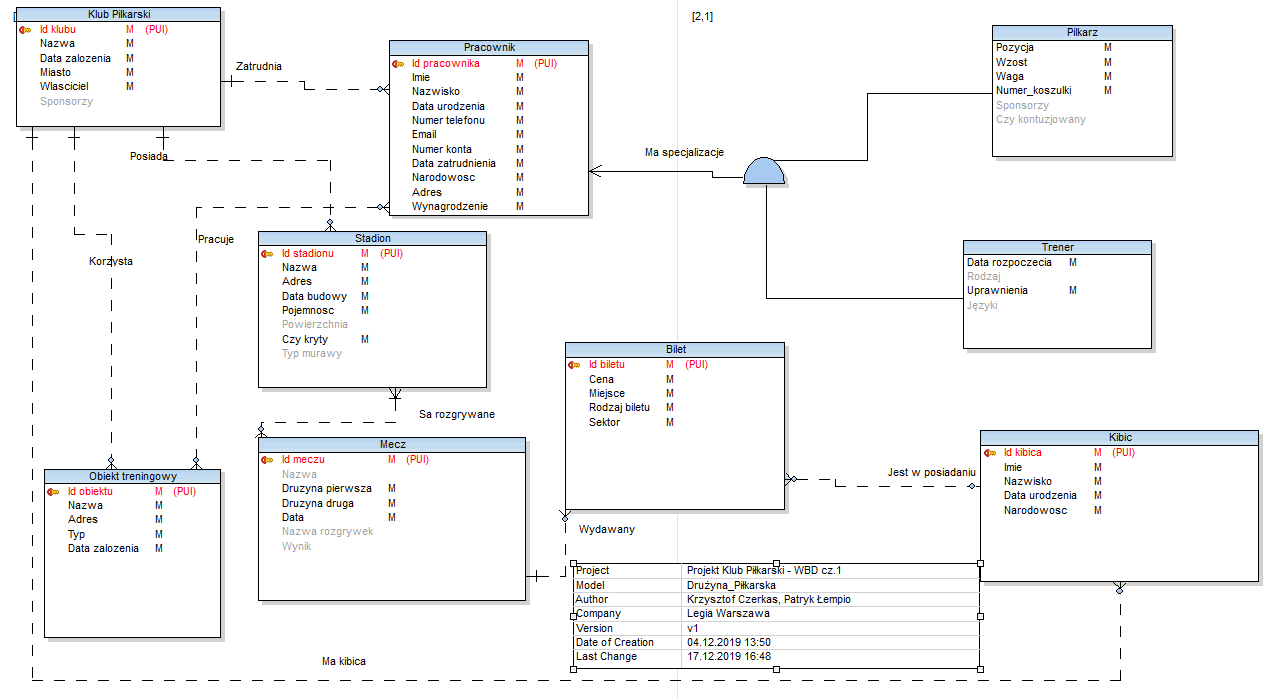 Klub Piłkarski
Id klubu M (PUI)
Nazwa M
Data zalozenia M
Miasto M
Wlasciciel M
Sponsorzy
Zatrudnia
Pracownik
Id pracownika M (PUI)
Imie M
Nazwisko M
Data urodzenia M
Numer telefonu M
Email M
Numer konta M
Data zatrudnienia M
Narodowosc M
Adres M
Wynagrodzenie M
[2,1]
Ma specjalizacje
Pilkarz
Pozycja M
Wzost M
Waga M
Numer_koszulki M
Sponsorzy
Czy kontuzjowany
Posiada
Pracuje
Korzysta
Stadion
Id stadionu M (PUI)
Nazwa M
Adres M
Data budowy M
Pojemnosc M
Powierzchnia
Czy kryty M
Typ murawy
Trener
Data rozpoczecia M
Rodzaj
Uprawnienia M
Języki
Bilet
Id biletu M (PUI)
Cena M
Miejsce M
Rodzaj biletu M
Sektor M
Sa rozgrywane
Mecz
Id meczu M (PUI)
Nazwa
Druzyna pierwsza M
Druzyna druga M
Data M
Nazwa rozgrywek
Wynik
Kibic
Id kibica M (PUI)
Imie M
Nazwisko M
Data urodzenia M
Narodowosc M
Jest w posiadaniu
Obiekt treningowy
Id obiektu M (PUI)
Nazwa M
Adres M
Typ M
Data zalozenia M
Wydawany
Project Projekt Klub Piłkarski - WBD cz.1
Model Drużyna_Piłkarska
Author Krzysztof Czerkas, Patryk Łempio
Company Legia Warszawa
Version v1
Date of Creation 04.12.2019 13:50
Last Change 17.12.2019 16:48
Ma kibica